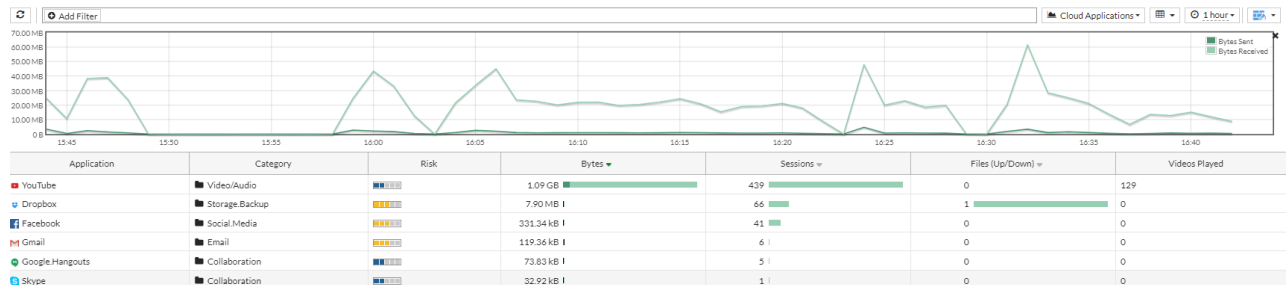 Add Filter Cloud Applications 1 hour
70.00 MB
60.00 MB
50.00 MB
40.00 MB
30.00 MB
20.00 MB
10.00 MB
0 B
Bytes Sent
Bytes Received
15:45 15:50 15:55 16:00 16:05 16:10 16:15 16:20 16:25 16:30 16:35 16:40
Application Category Risk Bytes Sessions Files (Up/Down) Videos Played
YouTube Video/Audio 1.09 GB 439 0 129
Dropbox Storage.Backup 7.90 MB 66 1 0
Facebook Social.Media 331.34 kB 41 0 0
Gmail Email 119.36 kB 6 0 0
Google.Hangouts Collaboration 73.83 kB 5 0 0
Skype Collaboration 32.92 kB 1 0 0